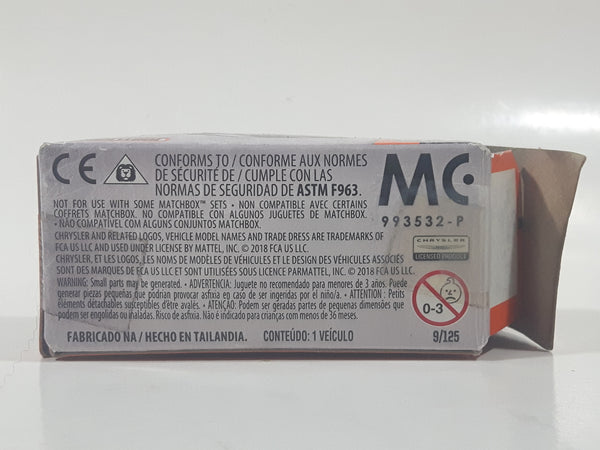 CE
CONFORMS TO / CONFORME AUX NORMES
DE SÉCURITÉ DE / CUMPLE CON LAS
NORMAS DE SEGURIDAD DE ASTM F963.
MC
993532-P
NOT FOR USE WITH SOME MATCHBOX™ SETS • NON COMPATIBLE AVEC CERTAINS
COFFRETS MATCHBOX. NO COMPATIBLE CON ALGUNOS JUGUETES DE MATCHBOX.
• NÃO COMPATÍVEL COM ALGUNS CONJUNTOS MATCHBOX.
CHRYSLER AND RELATED LOGOS, VEHICLE MODEL NAMES AND TRADE DRESS ARE TRADEMARKS OF
FCA US LLC AND USED UNDER LICENSE BY MATTEL, INC. © 2018 FCA US LLC.
CHRYSLER, ET LES LOGOS, LES NOMS DE MODÈLES DE VÉHICULES ET LE DESIGN DES VÉHICULES ASSOCIÉS
SONT DES MARQUES DE FCA US LLC ET SONT UTILISÉES SOUS LICENCE PAR MATTEL, INC. © 2018 FCA US LLC.
CHRYSLER
LICENSED PRODUCT
WARNING: Small parts may be generated. • ADVERTENCIA: Juguete no recomendado para menores de 3 años. Puede
generar piezas pequeñas que podrían provocar asfixia en caso de ser ingeridas por el niño/a. • ATTENTION : Petits
éléments détachables susceptibles d'être avalés. • ATENÇÃO: Podem ser geradas partes de pequenas dimensões que
podem ser engolidas ou inaladas. Risco de asfixia. Não é indicado para crianças com menos de 36 meses.
0-3
FABRICADO NA / HECHO EN TAILANDIA.
CONTEÚDO: 1 VEÍCULO
9/125